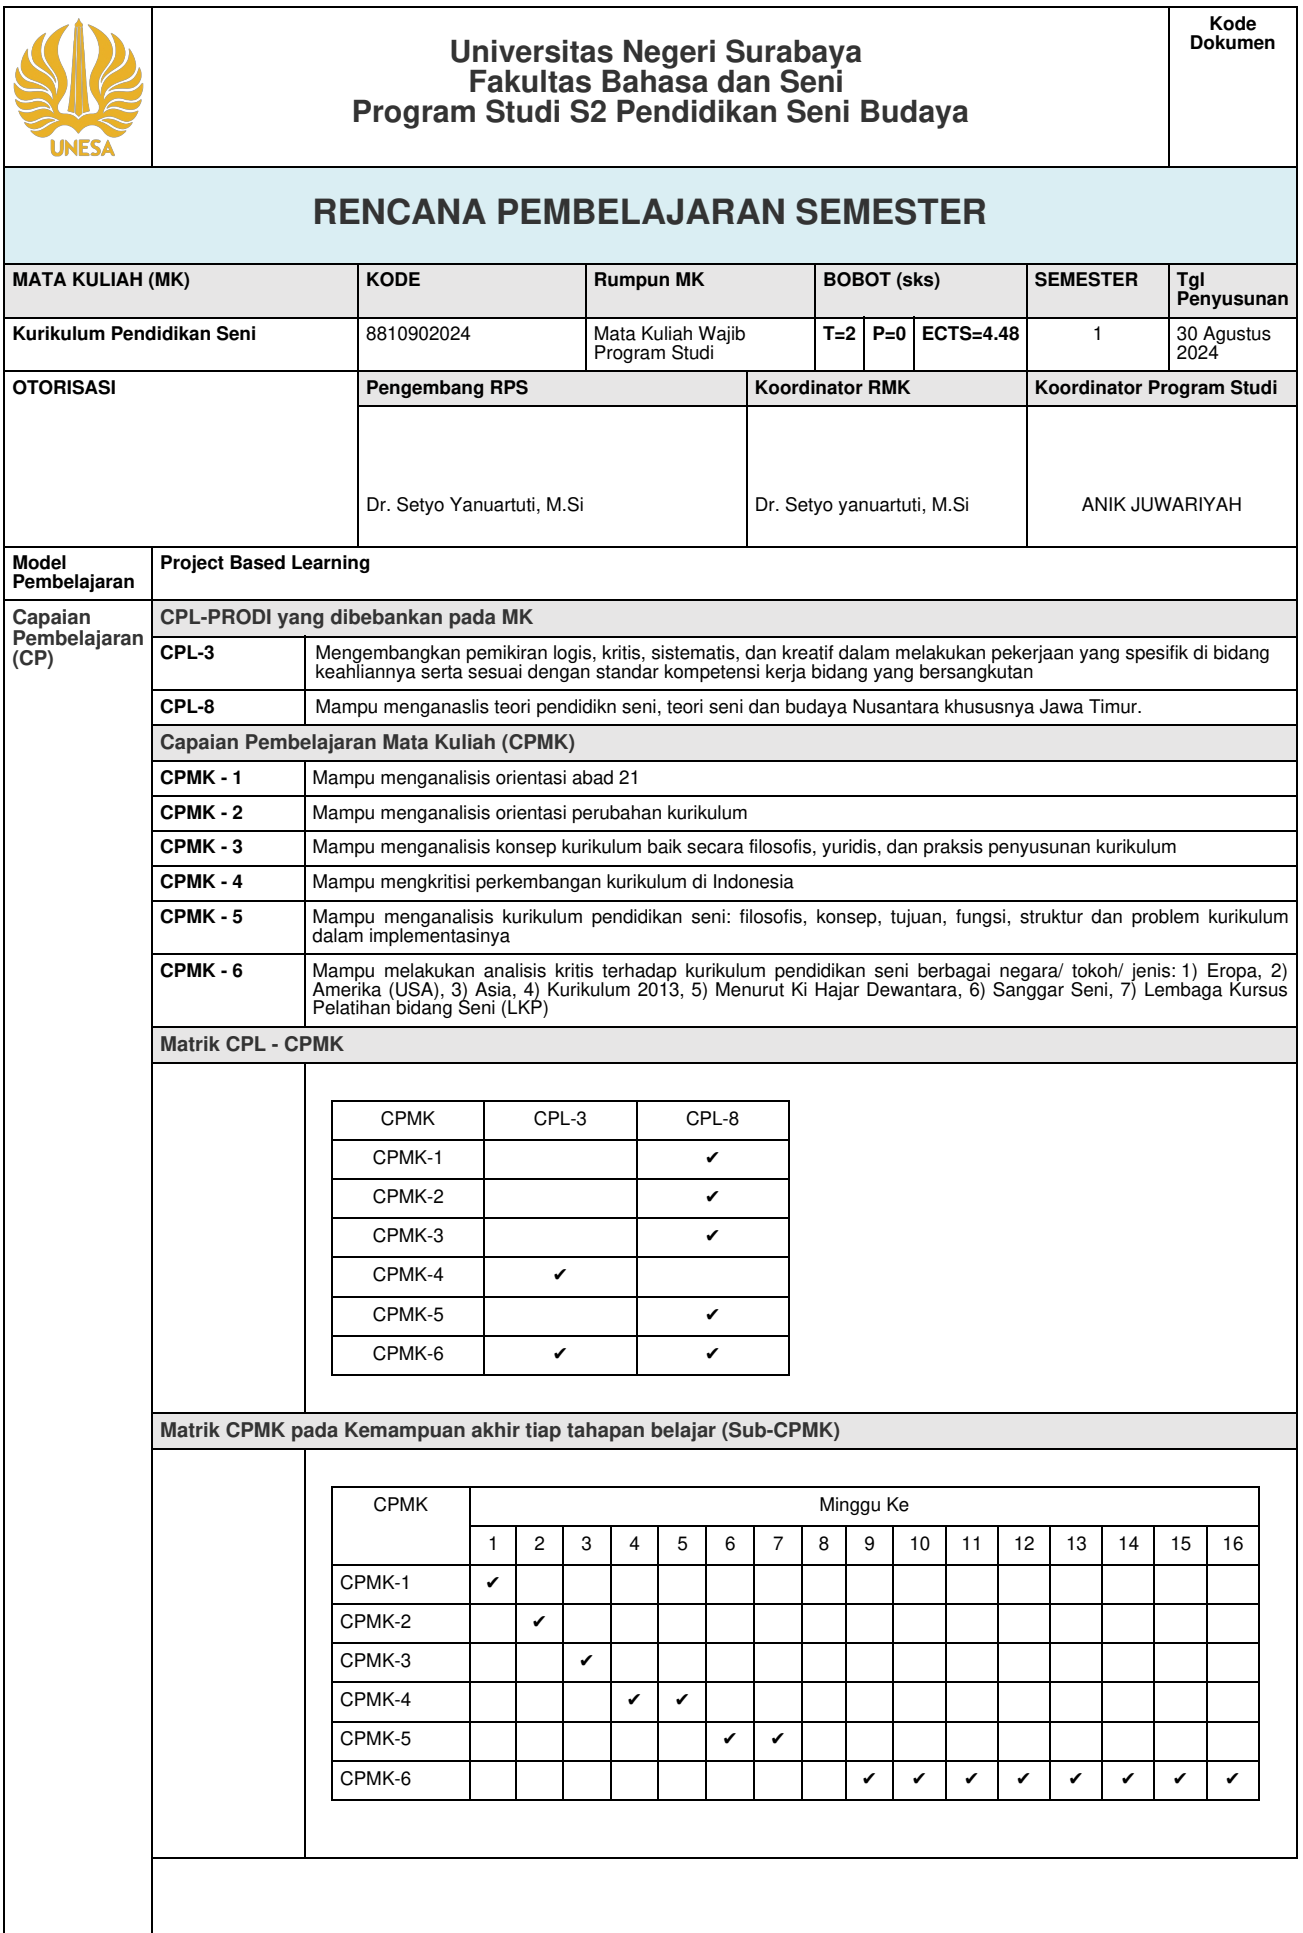 UNESA
Universitas Negeri Surabaya
Fakultas Bahasa dan Seni
Program Studi S2 Pendidikan Seni Budaya
Kode
Dokumen
RENCANA PEMBELAJARAN SEMESTER
MATA KULIAH (MK) KODE Rumpun MK BOBOT (sks) SEMESTER Tgl
Penyusunan
Kurikulum Pendidikan Seni 8810902024 Mata Kuliah Wajib T=2 P=0 ECTS=4.48 1 30 Agustus
Program Studi 2024
OTORISASI Pengembang RPS Koordinator RMK Koordinator Program Studi
Dr. Setyo Yanuartuti, M.Si Dr. Setyo yanuartuti, M.Si ANIK JUWARIYAH
Model
Pembelajaran
Project Based Learning
Capaian
Pembelajaran
(CP)
CPL-PRODI yang dibebankan pada MK
CPL-3 Mengembangkan pemikiran logis, kritis, sistematis, dan kreatif dalam melakukan pekerjaan yang spesifik di bidang
keahliannya serta sesuai dengan standar kompetensi kerja bidang yang bersangkutan
CPL-8 Mampu menganaslis teori pendidikn seni, teori seni dan budaya Nusantara khususnya Jawa Timur.
Capaian Pembelajaran Mata Kuliah (CPMK)
CPMK - 1 Mampu menganalisis orientasi abad 21
CPMK - 2 Mampu menganalisis orientasi perubahan kurikulum
CPMK - 3 Mampu menganalisis konsep kurikulum baik secara filosofis, yuridis, dan praksis penyusunan kurikulum
CPMK - 4 Mampu mengkritisi perkembangan kurikulum di Indonesia
CPMK - 5 Mampu menganalisis kurikulum pendidikan seni: filosofis, konsep, tujuan, fungsi, struktur dan problem kurikulum
dalam implementasinya
CPMK - 6 Mampu melakukan analisis kritis terhadap kurikulum pendidikan seni berbagai negara/ tokoh/ jenis: 1) Eropa, 2)
Amerika (USA), 3) Asia, 4) Kurikulum 2013, 5) Menurut Ki Hajar Dewantara, 6) Sanggar Seni, 7) Lembaga Kursus
Pelatihan bidang Seni (LKP)
Matrik CPL - CPMK
CPMK CPL-3 CPL-8
CPMK-1 ✔
CPMK-2 ✔
CPMK-3 ✔
CPMK-4 ✔
CPMK-5 ✔
CPMK-6 ✔ ✔
Matrik CPMK pada Kemampuan akhir tiap tahapan belajar (Sub-CPMK)
CPMK Minggu Ke
1 2 3 4 5 6 7 8 9 10 11 12 13 14 15 16
CPMK-1 ✔
CPMK-2 ✔
CPMK-3 ✔
CPMK-4 ✔ ✔
CPMK-5 ✔ ✔
CPMK-6 ✔ ✔ ✔ ✔ ✔ ✔ ✔ ✔